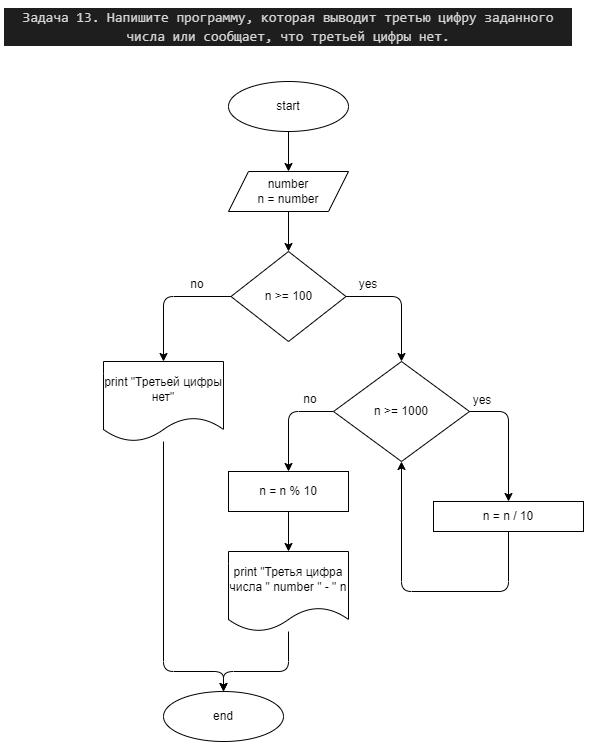 Задача 13. Напишите программу, которая выводит третью цифру заданного
числа или сообщает, что третьей цифры нет.
start
number
n = number
n >= 100
no
yes
print "Третьей цифры
нет"
n >= 1000
no
yes
n = n % 10
n = n / 10
print "Третья цифра
числа " number " - " n
end